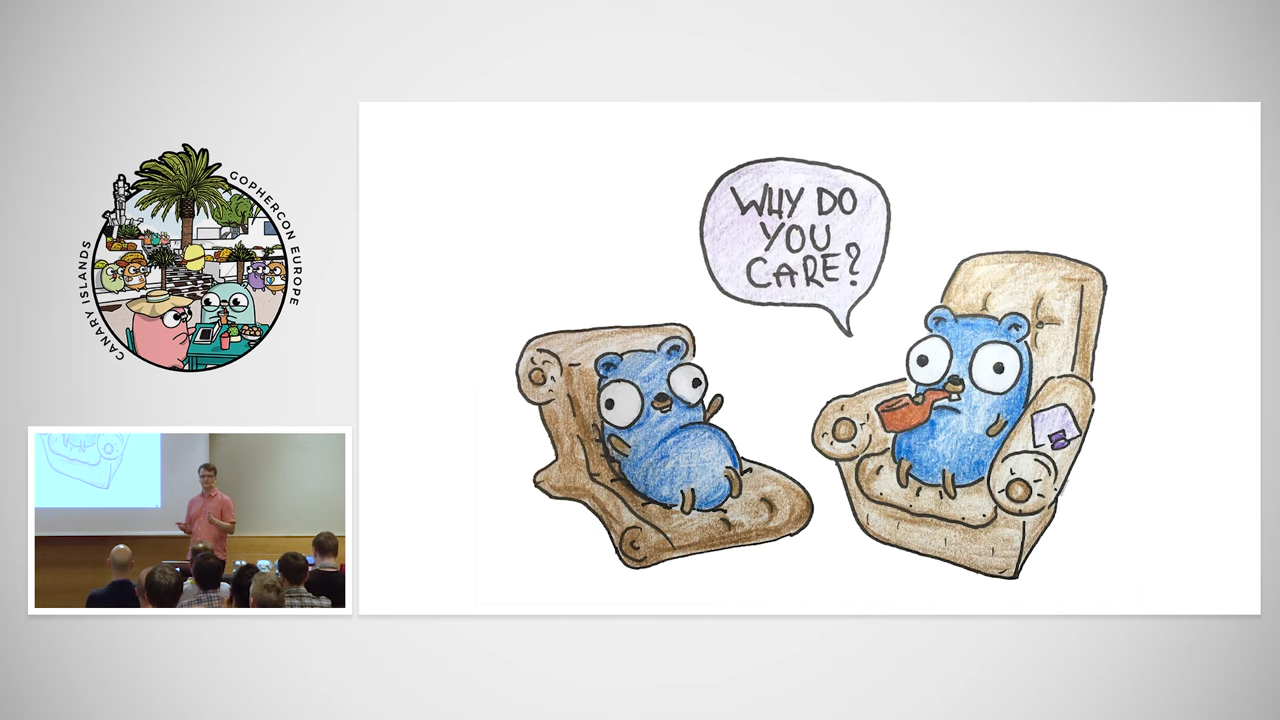 GOPHERCON EUROPE
CANARY ISLANDS
WHY DO
YOU
CARE?